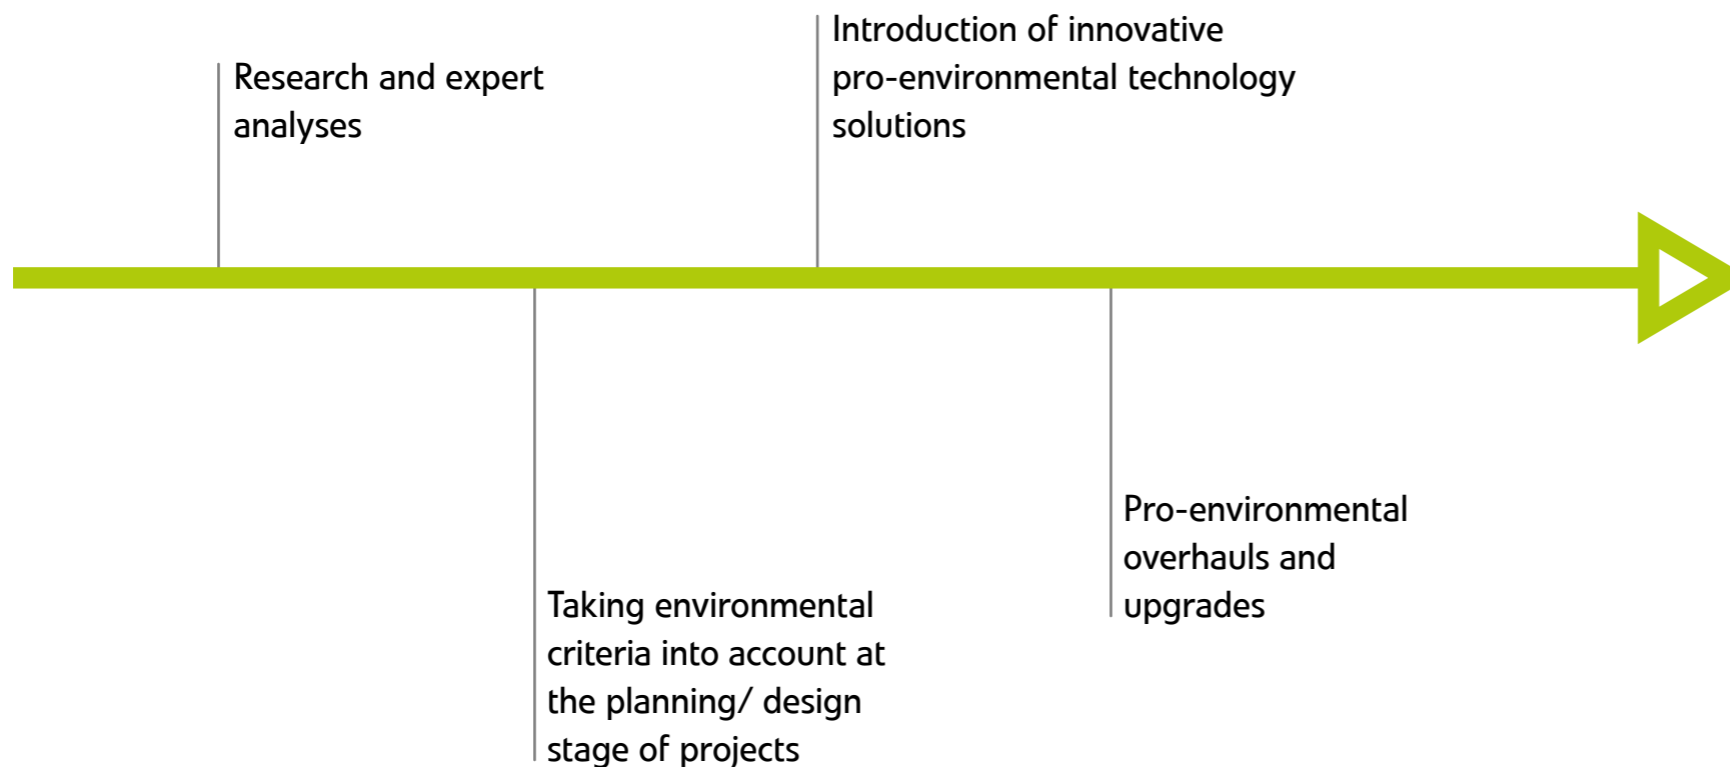 Research and expert
analyses
Taking environmental
criteria into account at
the planning/ design
stage of projects
Introduction of innovative
pro-environmental technology
solutions
Pro-environmental
overhauls and
upgrades